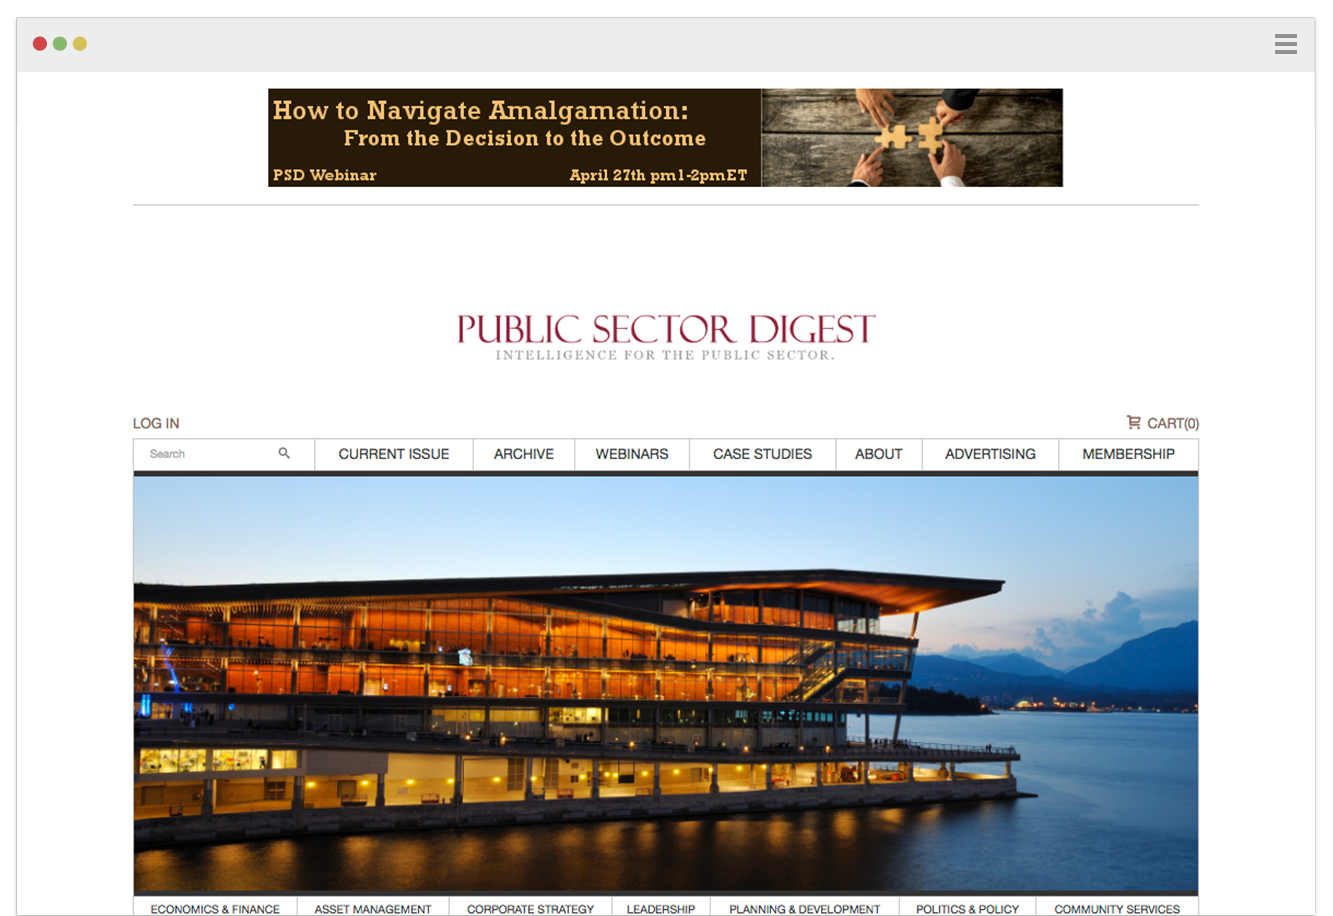 How to Navigate Amalgamation:
From the Decision to the Outcome
PSD Webinar April 27th pm1-2pmET
PUBLIC SECTOR DIGEST
INTELLIGENCE FOR THE PUBLIC SECTOR.
LOG IN CART(0)
Search CURRENT ISSUE ARCHIVE WEBINARS CASE STUDIES ABOUT ADVERTISING MEMBERSHIP
ECONOMICS & FINANCE ASSET MANAGEMENT CORPORATE STRATEGY LEADERSHIP PLANNING & DEVELOPMENT POLITICS & POLICY COMMUNITY SERVICES